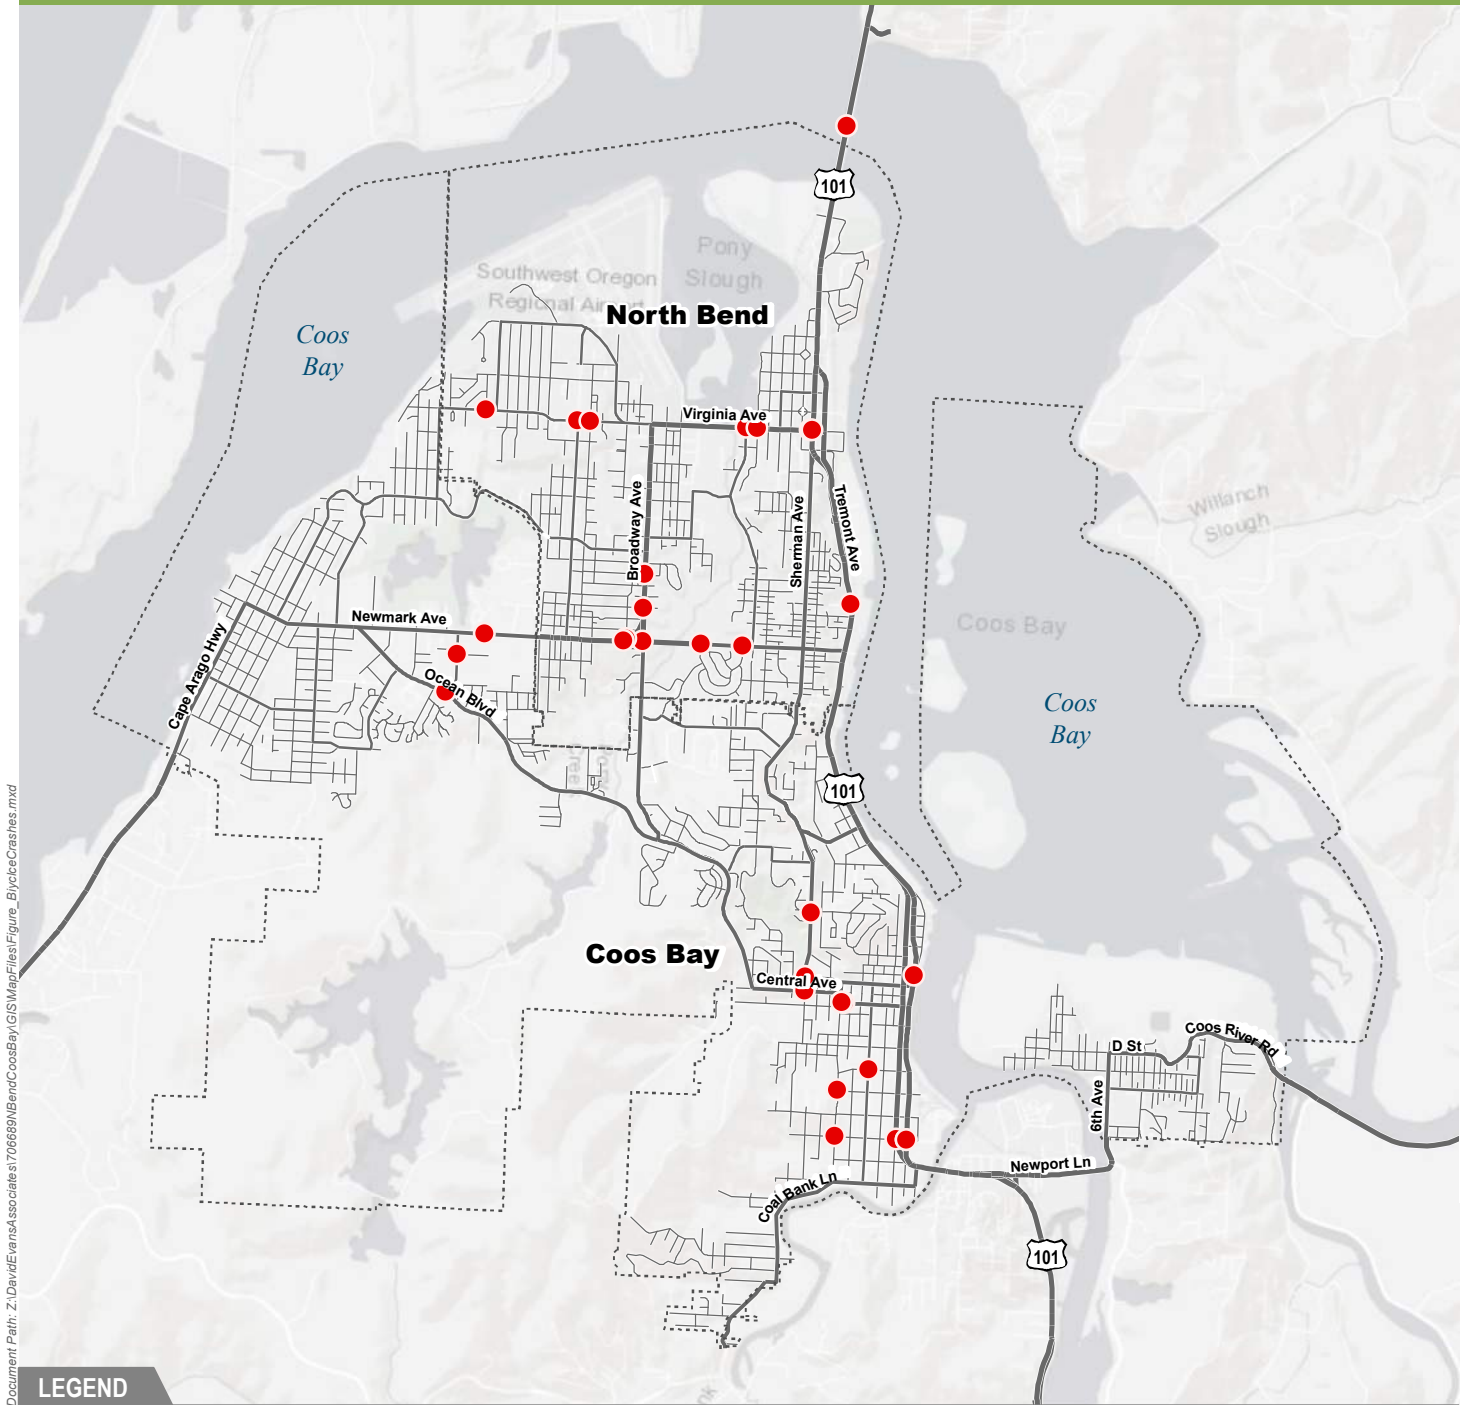 101
Pony
Slough
Southwest Oregon
Regional Air
North Bend
Coos
Bay
Virginia Ave
Broadway Ave
Sherman Ave
Tremont Ave
Willanch
Slough
Newmark Ave
Coos Bay
Cape Arago Hwy
Ocean Blvd
Coos
Bay
101
Coos Bay
Central Ave
D St
Coos River Rd
6th Ave
Newport Ln
Coal Bank Ln
101
Document Path: Z:\DavidEvansAssociates\706689NBendCoosBay\GIS\MapFiles\Figure_BiyclceCrashes.mxd
LEGEND